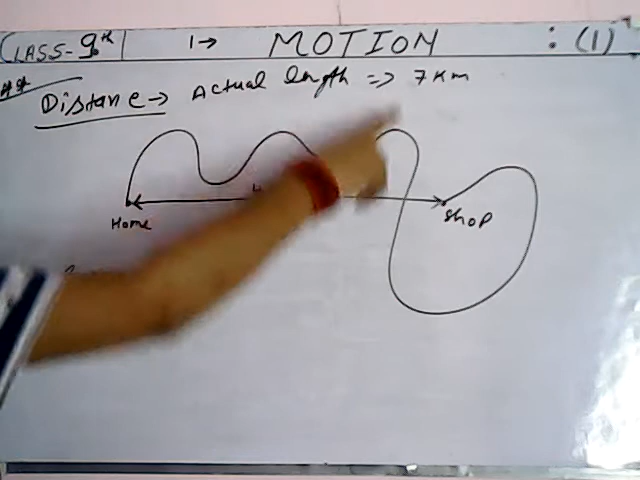 CLASS-9th 1→ MOTION : (1)
Distance→ Actual length => 7 Km
Home
Shop